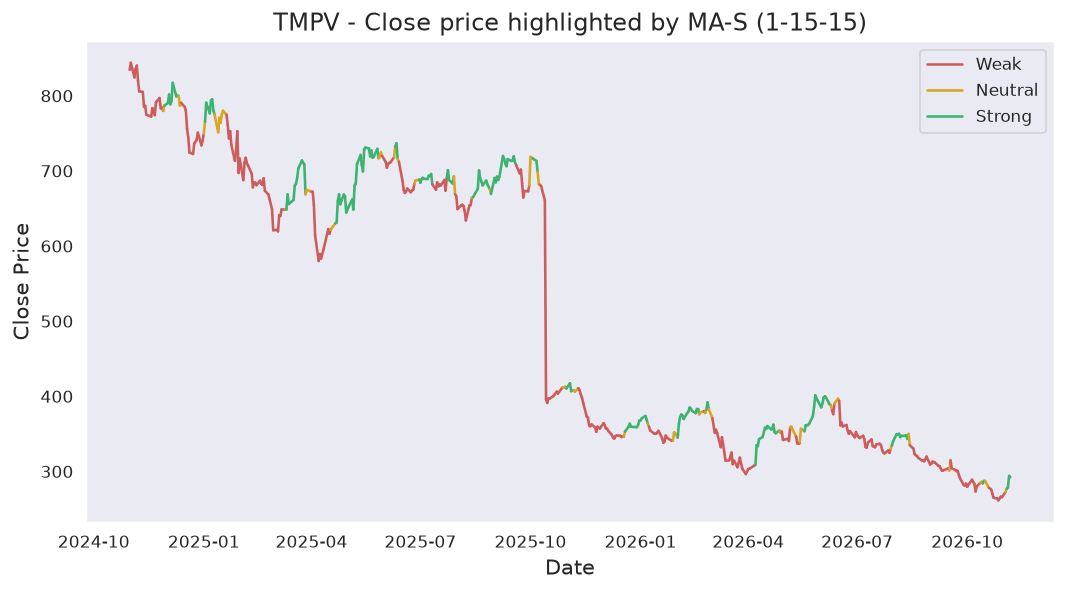 TMPV - Close price highlighted by MA-S (1-15-15)
Weak
Neutral
Strong
Close Price
800
700
600
500
400
300
2024-10 2025-01 2025-04 2025-07 2025-10 2026-01 2026-04 2026-07 2026-10
Date